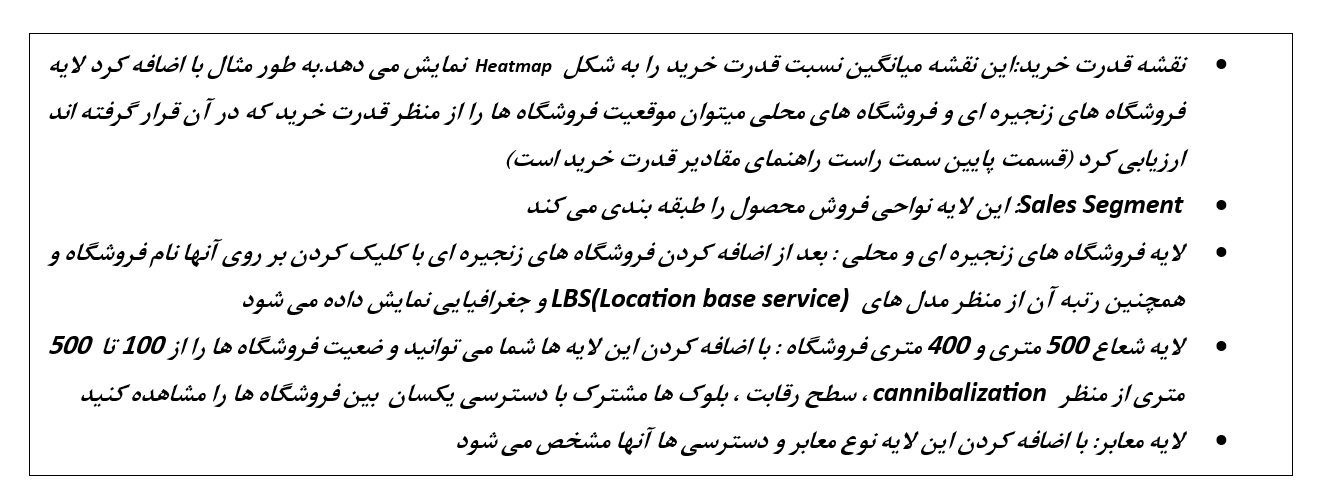 • نقشه قدرت خرید:این نقشه میانگین نسبت قدرت خرید را به شکل Heatmap نمایش می دهد.به طور مثال با اضافه کرد لایه
فروشگاه های زنجیره ای و فروشگاه های محلی میتوان موقعیت فروشگاه ها را از منظر قدرت خرید که در آن قرار گرفته اند
ارزیابی کرد (قسمت پایین سمت راست راهنمای مقادیر قدرت خرید است)
• Sales Segment: این لایه نواحی فروش محصول را طبقه بندی می کند
• لایه فروشگاه های زنجیره ای و محلی : بعد از اضافه کردن فروشگاه های زنجیره ای با کلیک کردن بر روی آنها نام فروشگاه و
همچنین رتبه آن از منظر مدل های LBS(Location base service) و جغرافیایی نمایش داده می شود
• لایه شعاع 500 متری و 400 متری فروشگاه : با اضافه کردن این لایه ها شما می توانید وضعیت فروشگاه ها را از 100 تا 500
متری از منظر cannibalization ، سطح رقابت ، بلوک ها مشترک با دسترسی یکسان بین فروشگاه ها را مشاهده کنید
• لایه معابر: با اضافه کردن این لایه نوع معابر و دسترسی ها آنها مشخص می شود